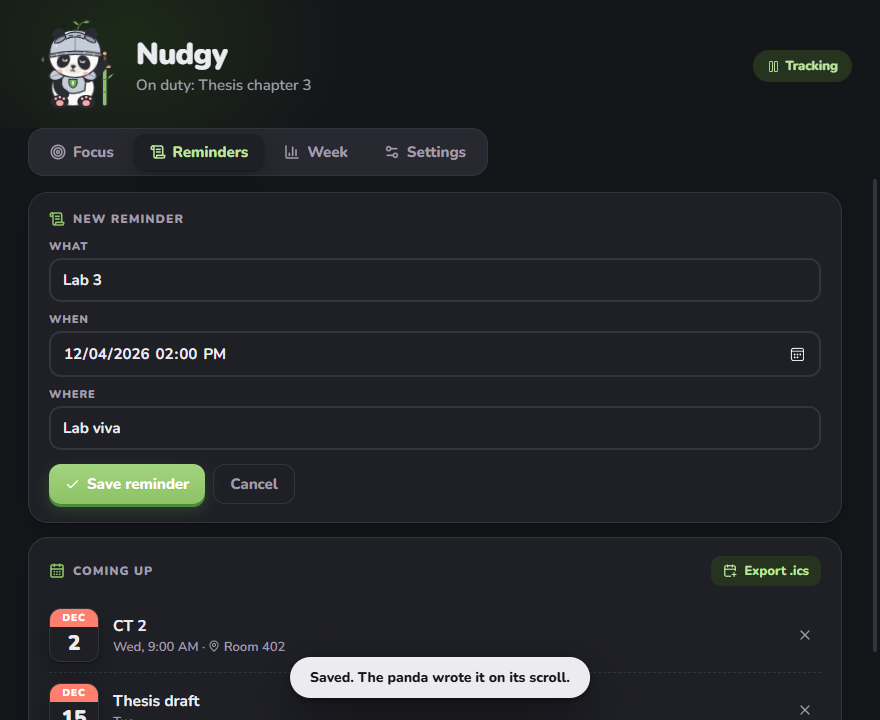 Nudgy
On duty: Thesis chapter 3
Tracking
Focus
Reminders
Week
Settings
NEW REMINDER
WHAT
Lab 3
WHEN
12/04/2026 02:00 PM
WHERE
Lab viva
Save reminder
Cancel
COMING UP
Export .ics
DEC
2
CT 2
Wed, 9:00 AM · Room 402
Saved. The panda wrote it on its scroll.
DEC
15
Thesis draft